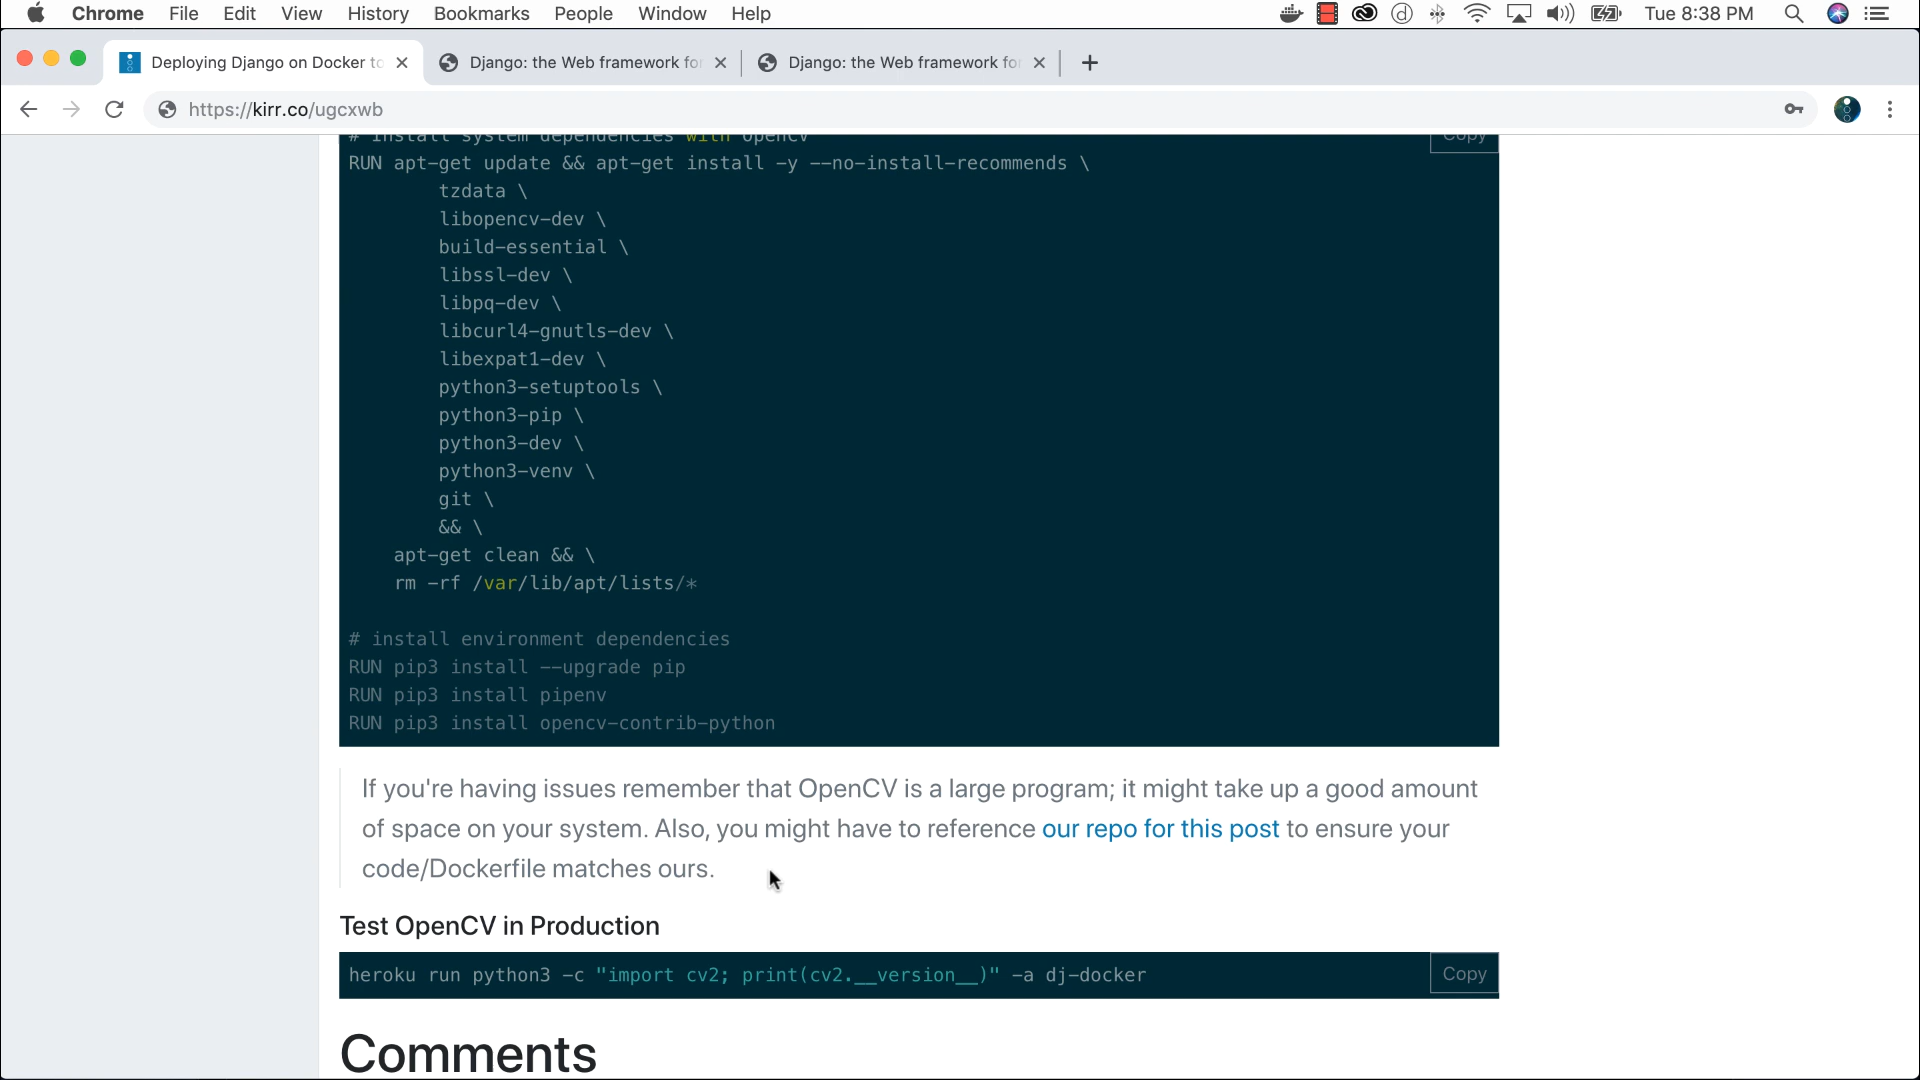 Chrome File Edit View History Bookmarks People Window Help Tue 8:38 PM
Deploying Django on Docker to
Django: the Web framework for
Django: the Web framework for
https://kirr.co/ugcxwb
# Install system dependencies with OpenCV
Copy
RUN apt-get update && apt-get install -y --no-install-recommends \
tzdata \
libopencv-dev \
build-essential \
libssl-dev \
libpq-dev \
libcurl4-gnutls-dev \
libexpat1-dev \
python3-setuptools \
python3-pip \
python3-dev \
python3-venv \
git \
&& \
apt-get clean && \
rm -rf /var/lib/apt/lists/*
# install environment dependencies
RUN pip3 install --upgrade pip
RUN pip3 install pipenv
RUN pip3 install opencv-contrib-python
If you're having issues remember that OpenCV is a large program; it might take up a good amount
of space on your system. Also, you might have to reference our repo for this post to ensure your
code/Dockerfile matches ours.
Test OpenCV in Production
heroku run python3 -c "import cv2; print(cv2.__version__)" -a dj-docker
Copy
Comments